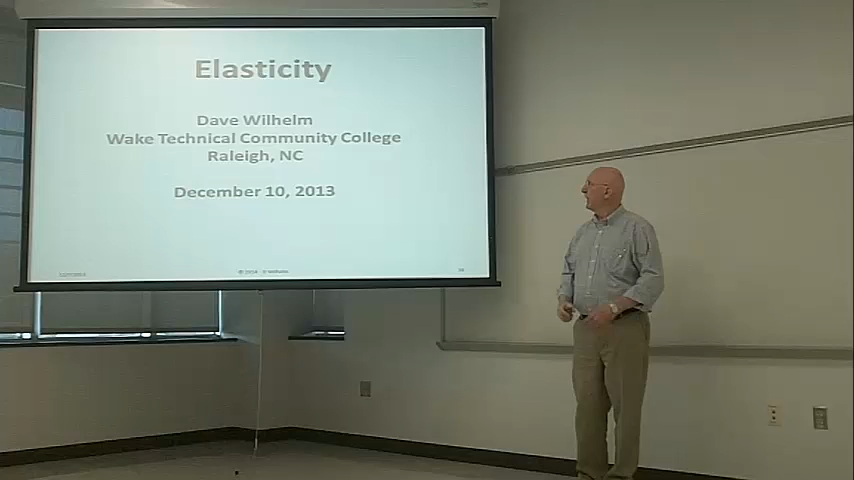 Elasticity
Dave Wilhelm
Wake Technical Community College
Raleigh, NC
December 10, 2013